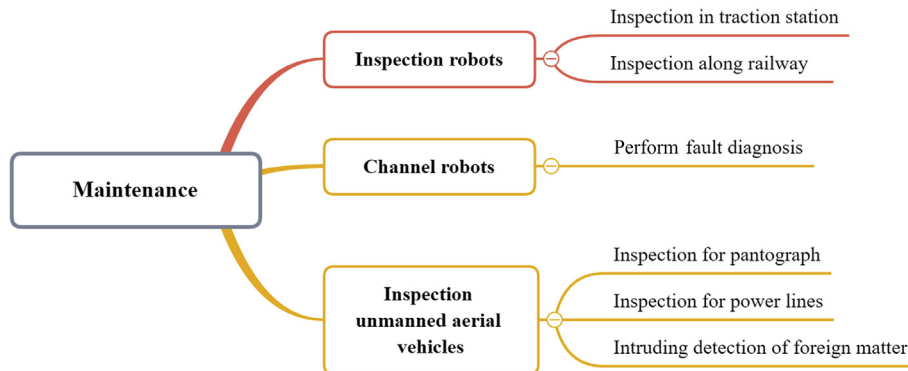 Maintenance
Inspection robots
Inspection in traction station
Inspection along railway
Channel robots
Perform fault diagnosis
Inspection
unmanned aerial
vehicles
Inspection for pantograph
Inspection for power lines
Intruding detection of foreign matter